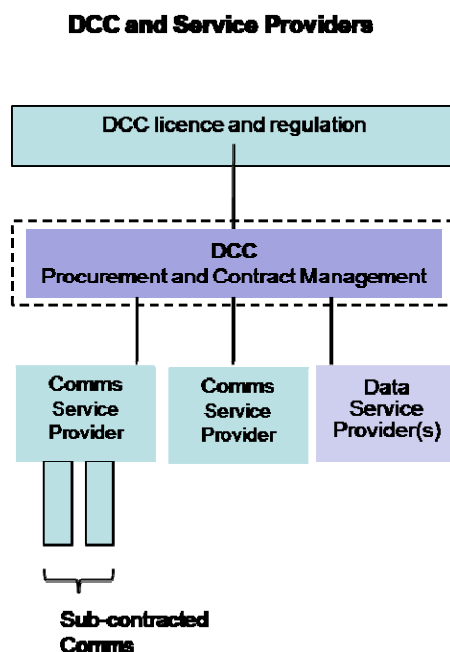 DCC and Service Providers
DCC licence and regulation
DCC
Procurement and Contract Management
Comms
Service
Provider
Comms
Service
Provider
Data
Service
Provider(s)
Sub-contracted
Comms